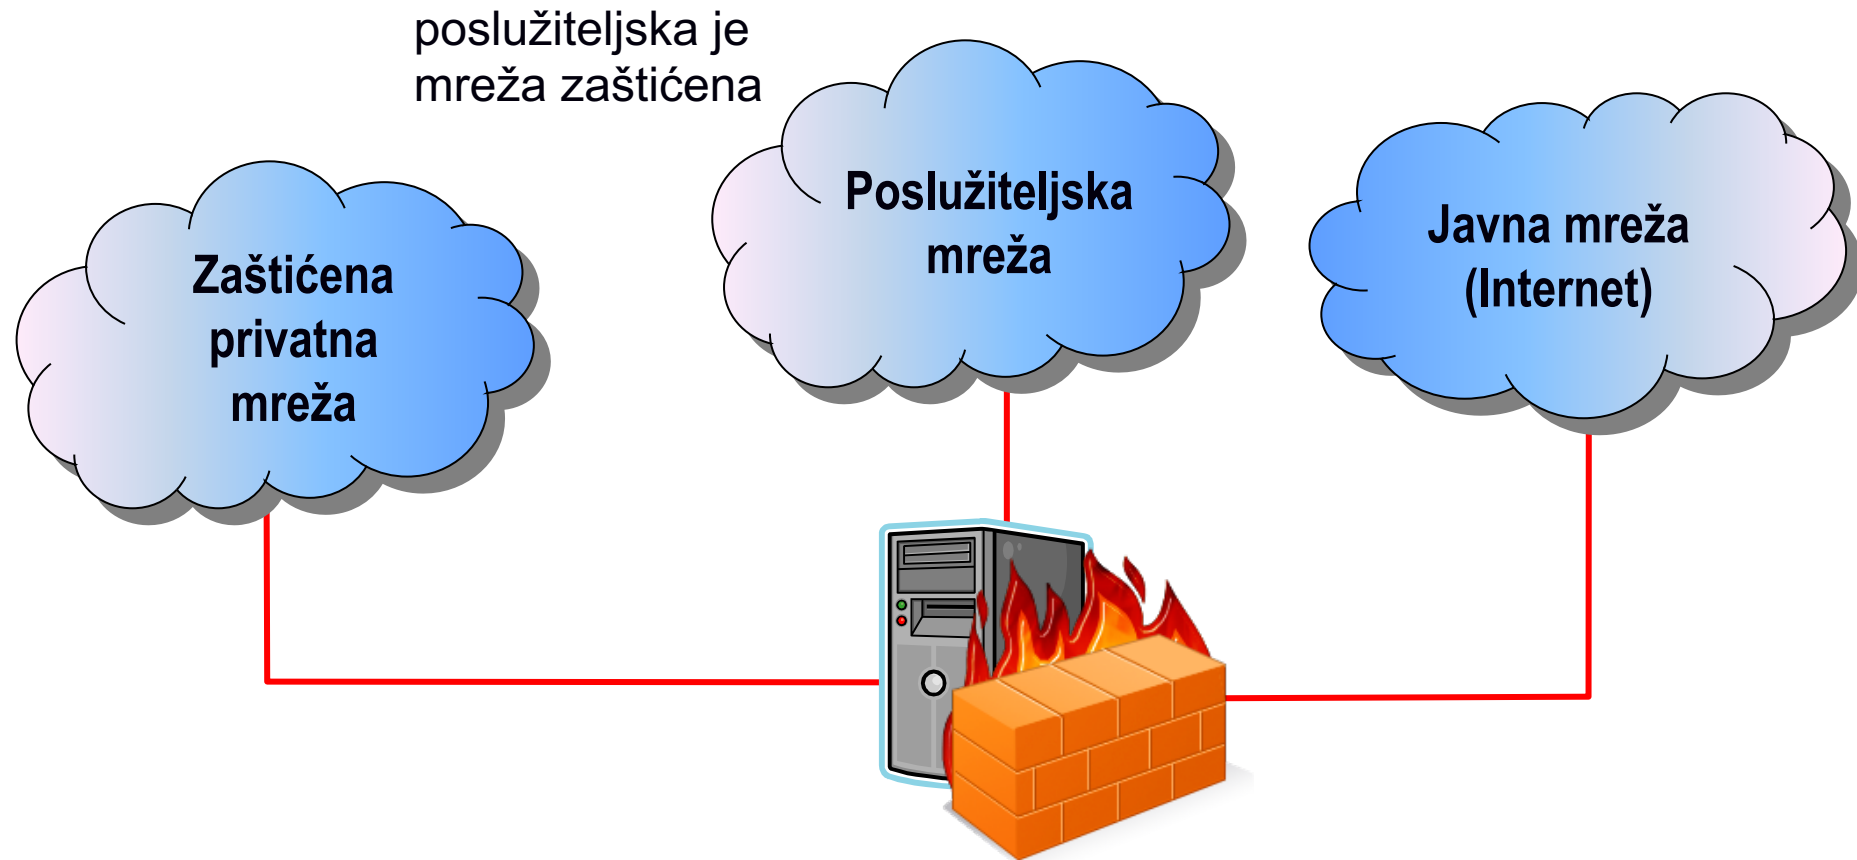 poslužiteljska je
mreža zaštićena
Zaštićena
privatna
mreža
Poslužiteljska
mreža
Javna mreža
(Internet)